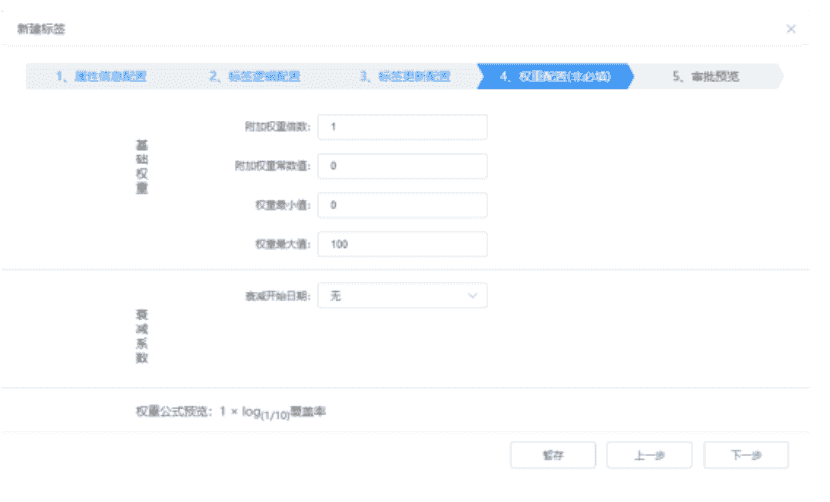 新建标签
1、属性信息配置 2、标签逻辑配置 3、标签更新配置 4、权重配置(非必填) 5、审批预览
基础权重
附加权重倍数: 1
附加权重常数值: 0
权重最小值: 0
权重最大值: 100
衰减系数
衰减开始日期: 无
权重公式预览: 1 × log(1/10)覆盖率
暂存 上一步 下一步